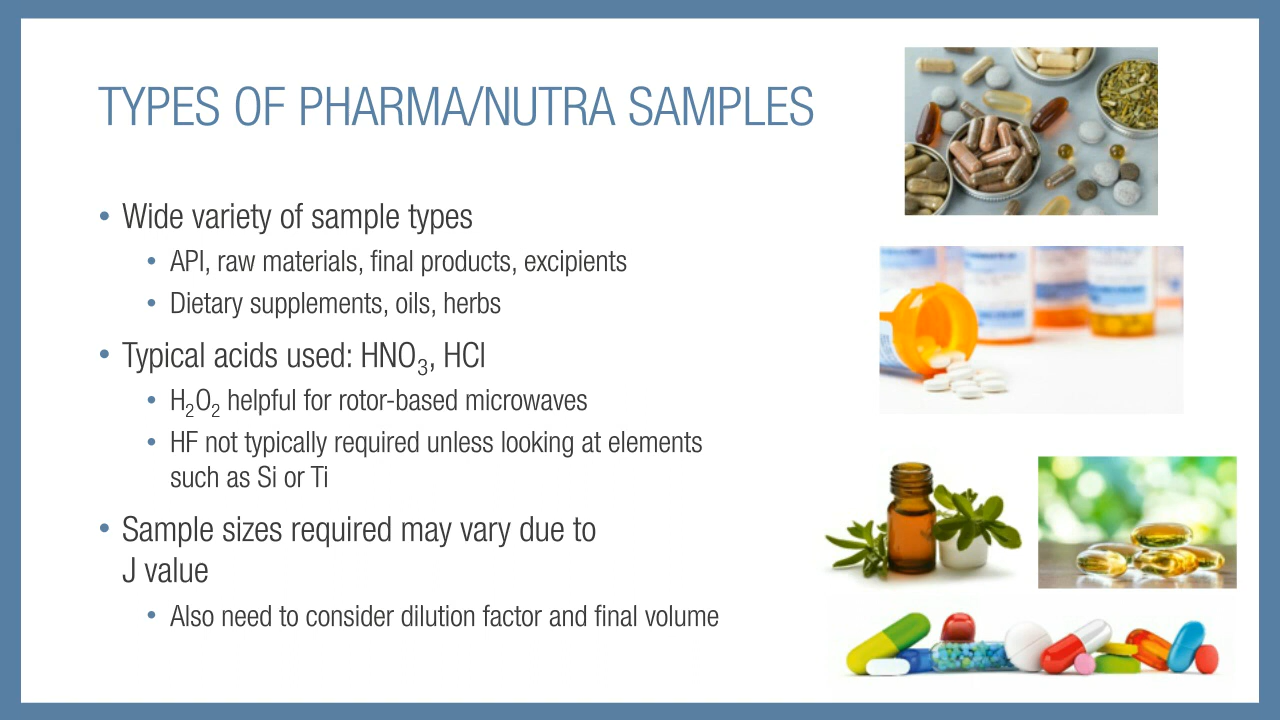 TYPES OF PHARMA/NUTRA SAMPLES
• Wide variety of sample types
• API, raw materials, final products, excipients
• Dietary supplements, oils, herbs
• Typical acids used: HNO₃, HCl
• H₂O₂ helpful for rotor-based microwaves
• HF not typically required unless looking at elements
such as Si or Ti
• Sample sizes required may vary due to
J value
• Also need to consider dilution factor and final volume